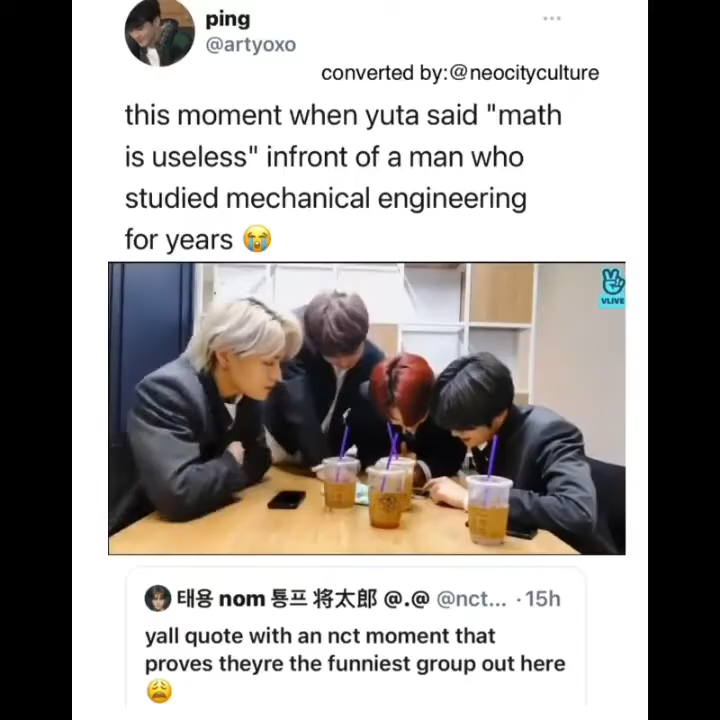 ping
@artyoxo
converted by:@neocityculture
this moment when yuta said "math
is useless" infront of a man who
studied mechanical engineering
for years 😭
VLIVE
태용 nom 통프 将太郎 @.@ @nct... · 15h
yall quote with an nct moment that
proves theyre the funniest group out here
😩